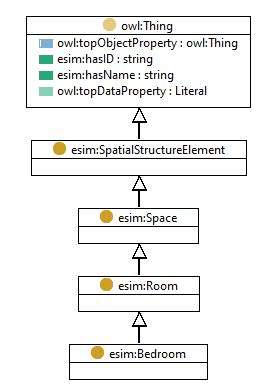 owl:Thing
owl:topObjectProperty : owl:Thing
esim:hasID : string
esim:hasName : string
owl:topDataProperty : Literal
esim:SpatialStructureElement
esim:Space
esim:Room
esim:Bedroom